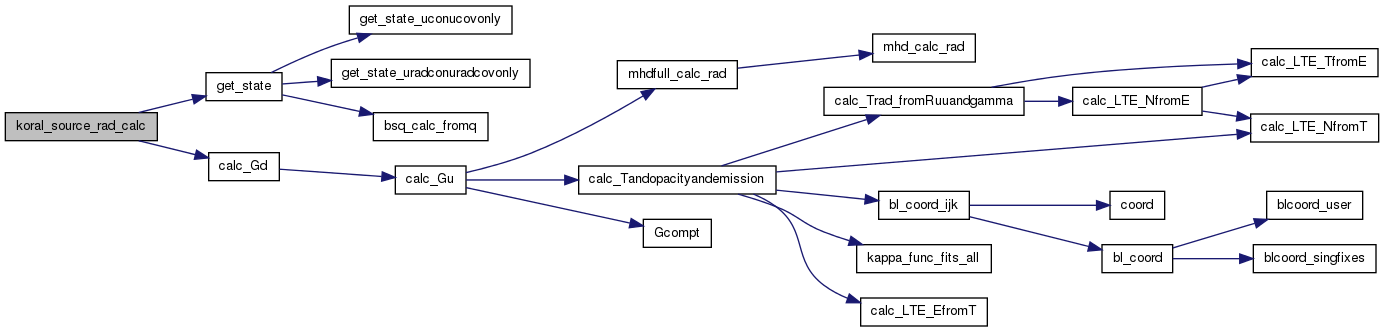 koral_source_rad_calc
get_state
get_state_uconucovonly
get_state_uradconuradcovonly
bsq_calc_fromq
calc_Gd
calc_Gu
mhdfull_calc_rad
mhd_calc_rad
calc_Tandopacityandemission
Gcompt
calc_Trad_fromRuuandgamma
calc_LTE_NfromE
calc_LTE_TfromE
calc_LTE_NfromT
bl_coord_ijk
coord
bl_coord
blcoord_user
blcoord_singfixes
kappa_func_fits_all
calc_LTE_EfromT